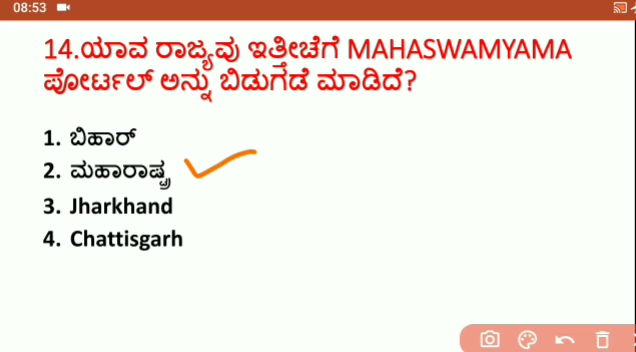 08:53
14.ಯಾವ ರಾಜ್ಯವು ಇತ್ತೀಚೆಗೆ MAHASWAMYAMA
ಪೋರ್ಟಲ್ ಅನ್ನು ಬಿಡುಗಡೆ ಮಾಡಿದೆ?
1. ಬಿಹಾರ್
2. ಮಹಾರಾಷ್ಟ್ರ
3. Jharkhand
4. Chattisgarh